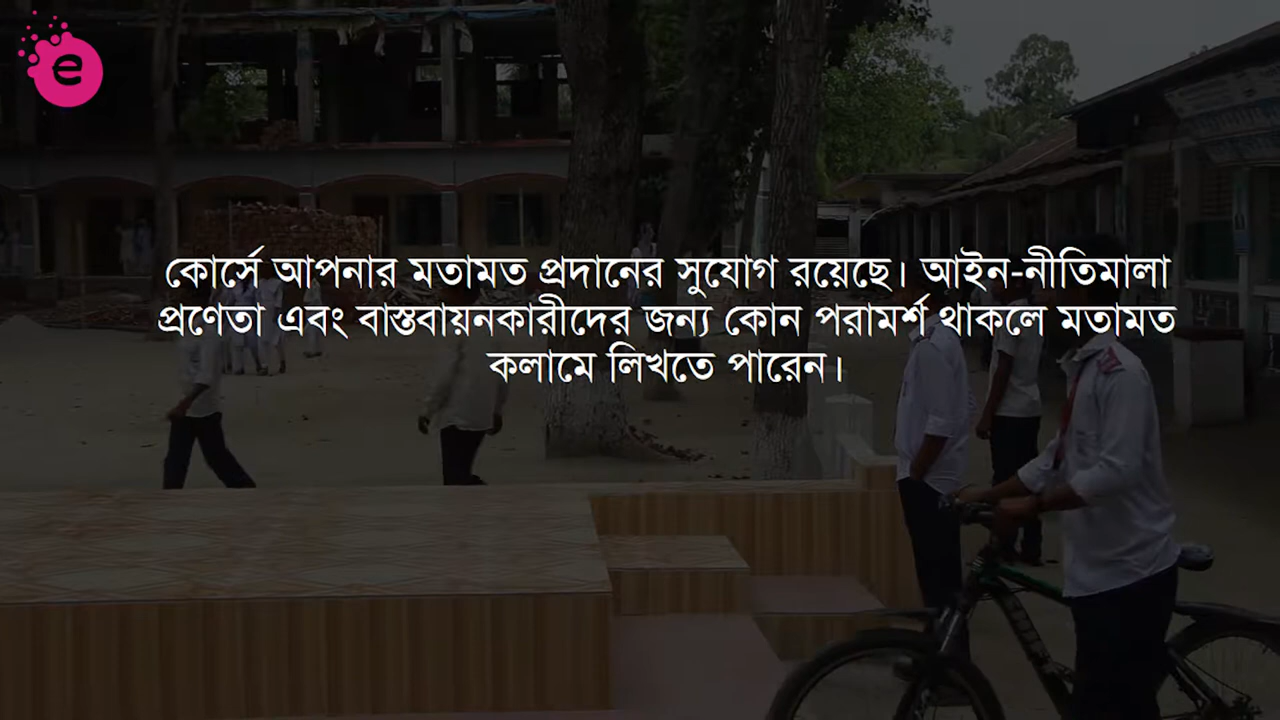 e
কোর্সে আপনার মতামত প্রদানের সুযোগ রয়েছে। আইন-নীতিমালা
প্রণেতা এবং বাস্তবায়নকারীদের জন্য কোন পরামর্শ থাকলে মতামত
কলামে লিখতে পারেন।